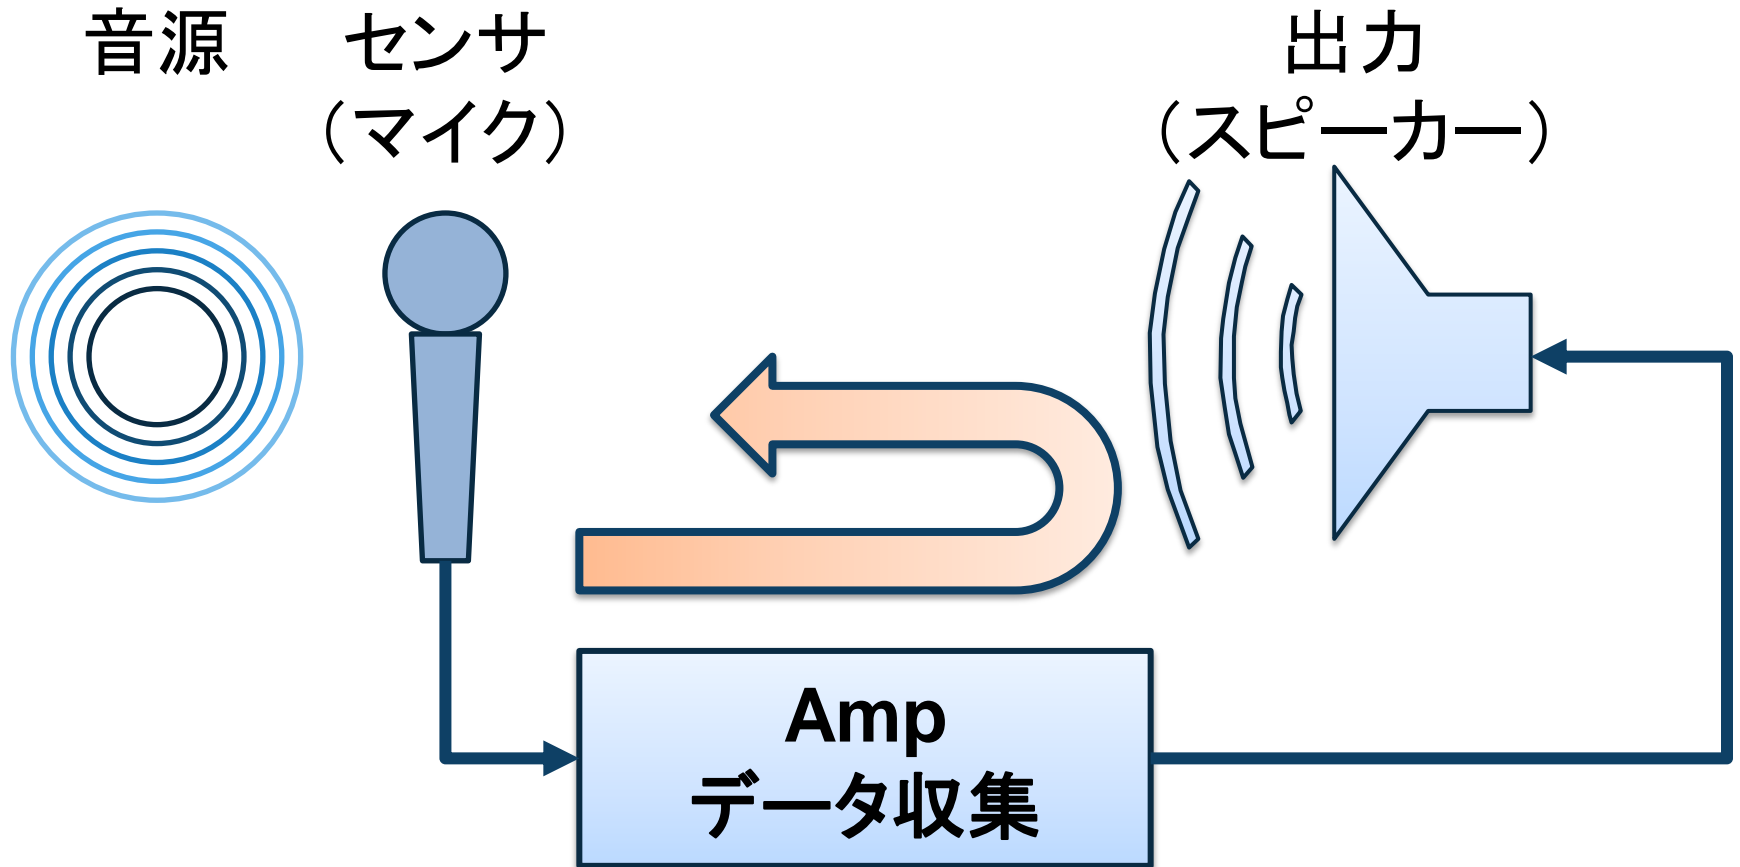 音源
センサ
（マイク）
出力
（スピーカー）
Amp
データ収集